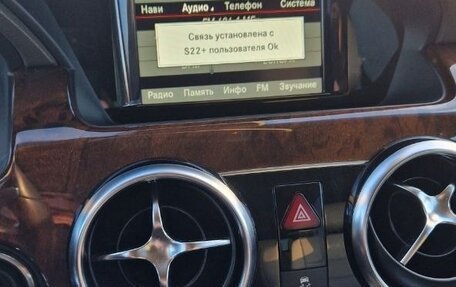 Нави Аудио Телефон Система
Связь установлена с
S22+ пользователя Ok
Радио Память Инфо FM Звучание